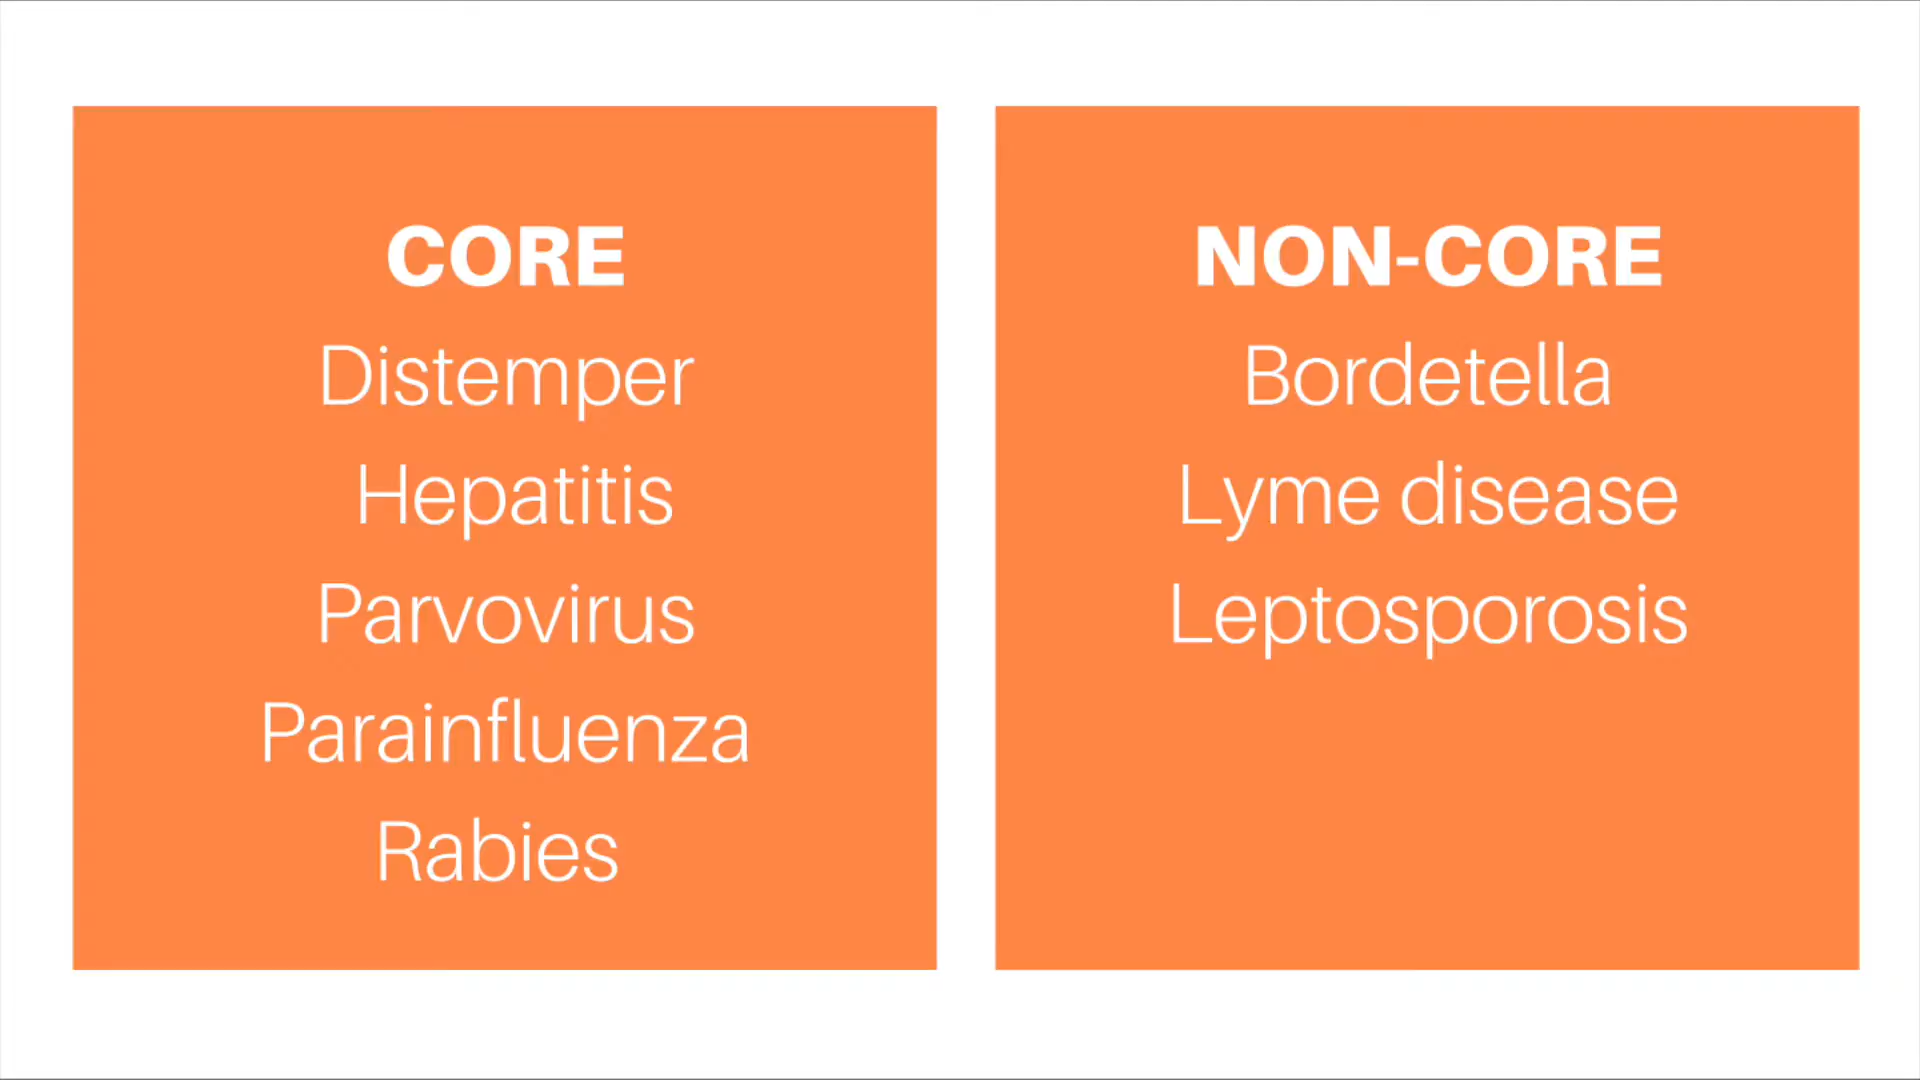 CORE
Distemper
Hepatitis
Parvovirus
Parainfluenza
Rabies
NON-CORE
Bordetella
Lyme disease
Leptosporosis